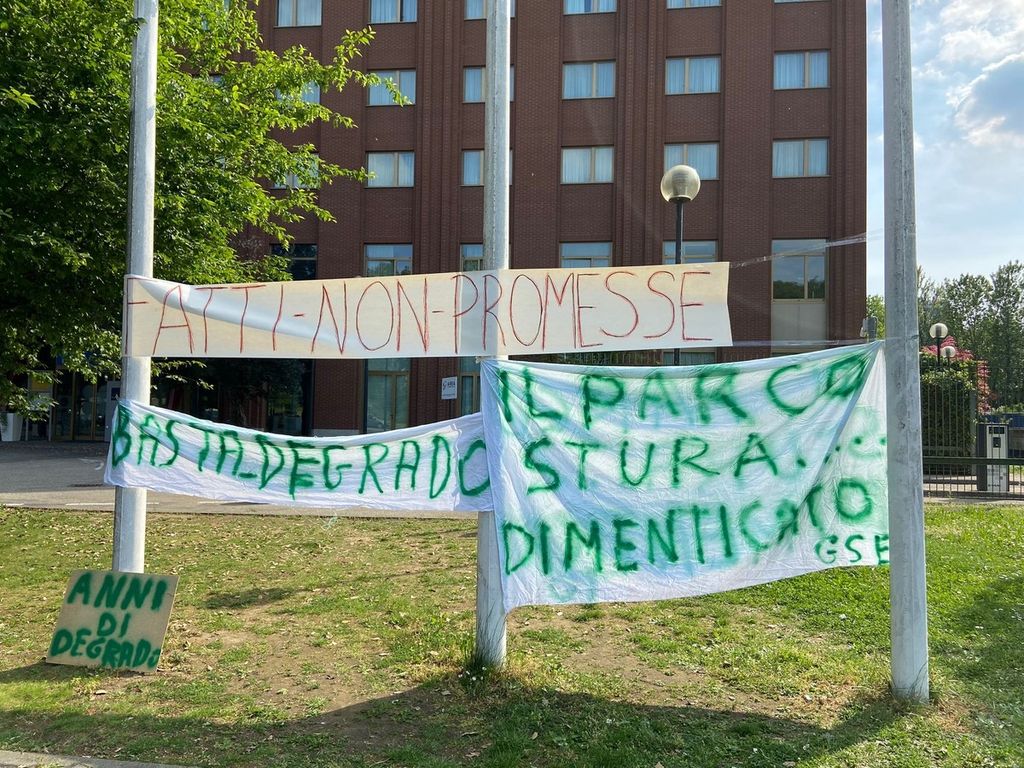 FATTI-NON-PROMESSE
BASTA-DEGRADO
IL PARCO
STURA...
DIMENTICATO
GSE
ANNI
DI
DEGRADO